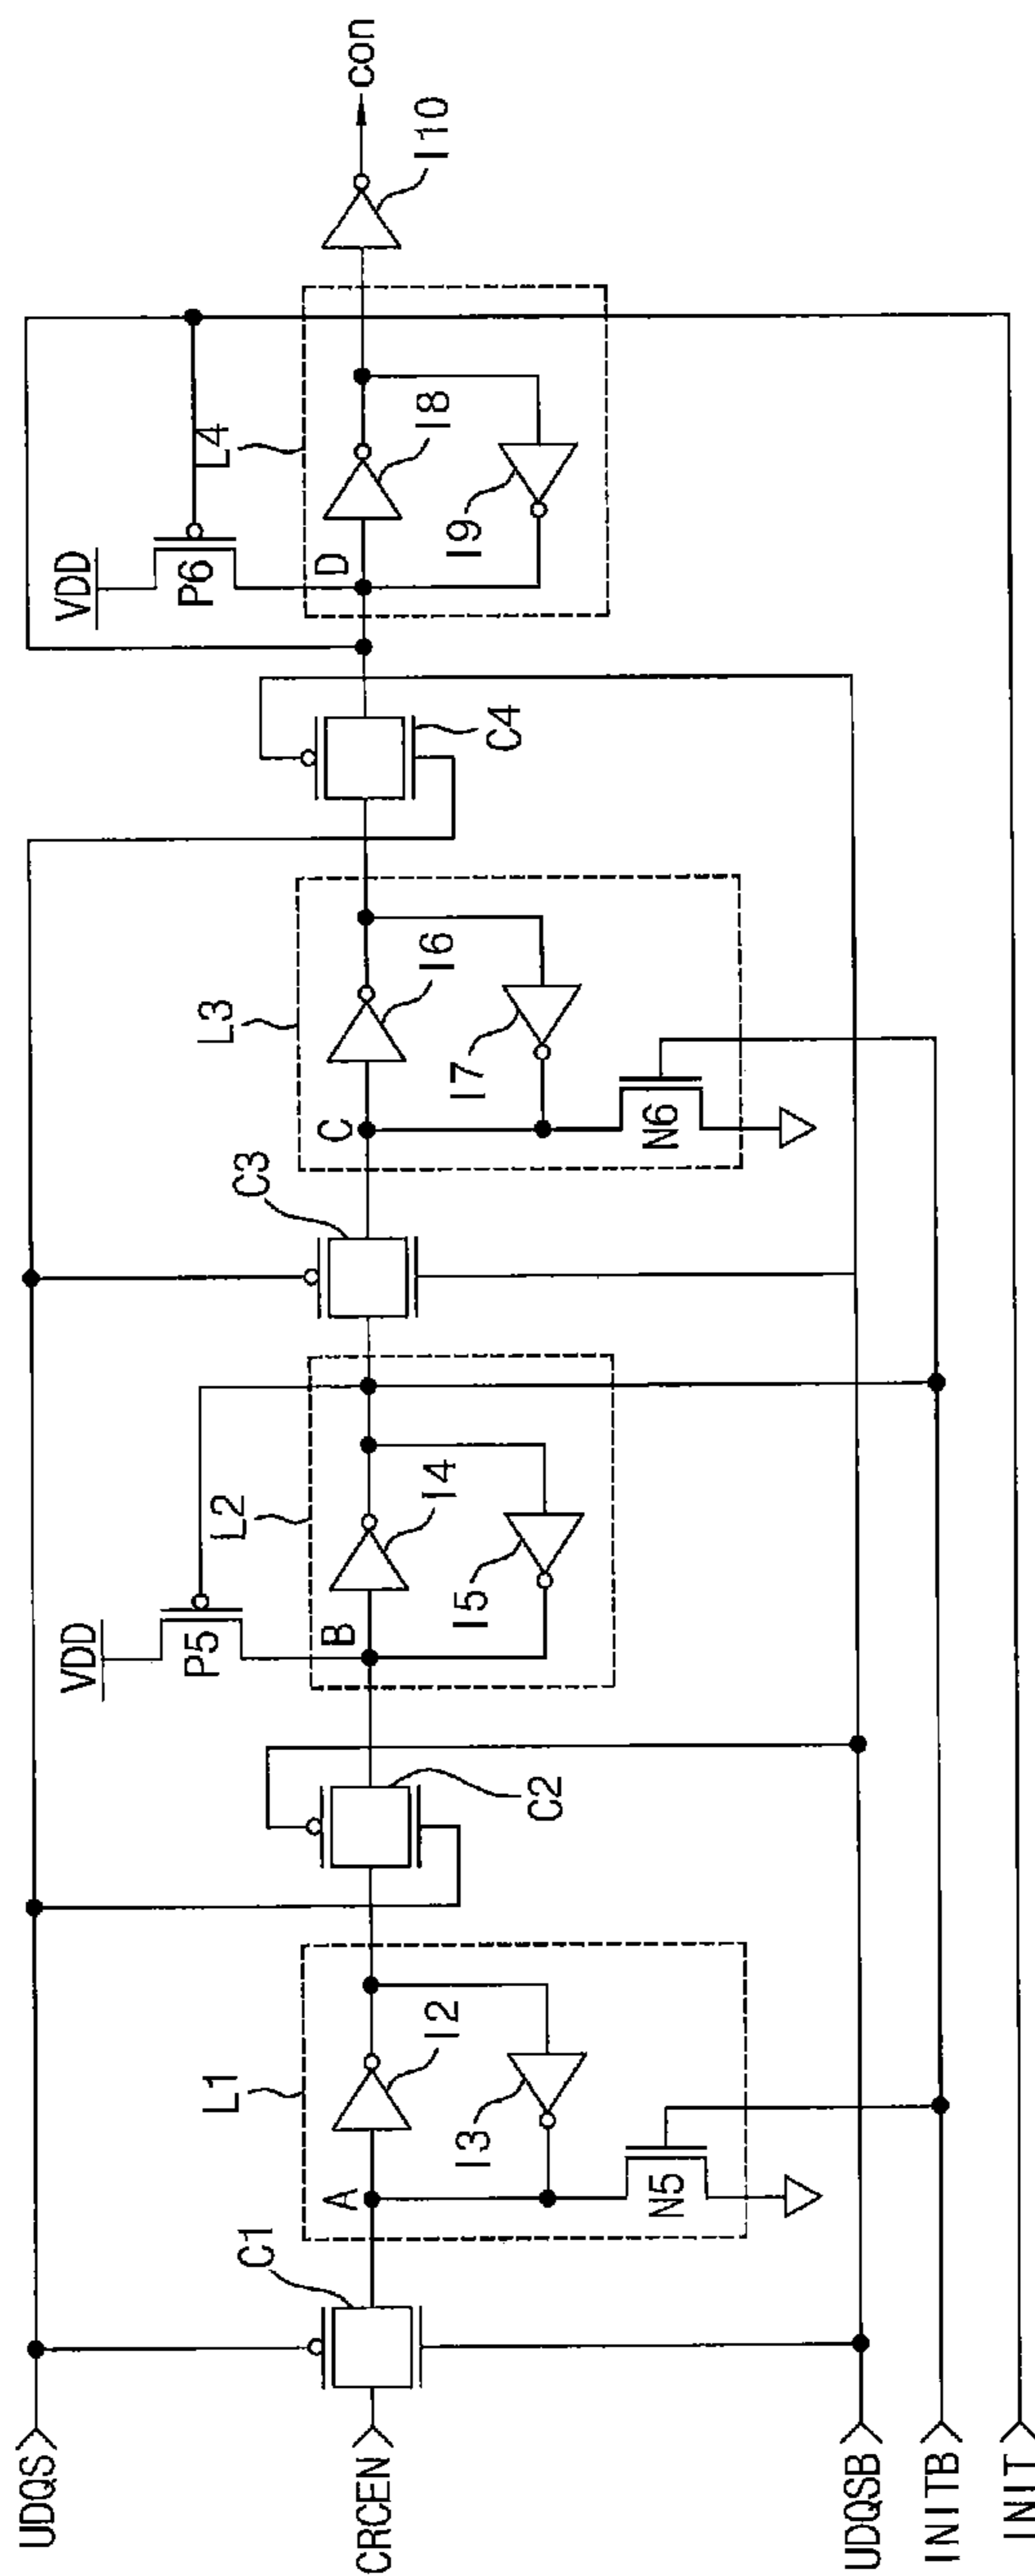 UDQS
VDD
VDD
P5
P6
C1
L1
L2
C3
L3
L4
A
B
C
D
CRCEN
con
I2
I4
I6
I8
I10
I3
I5
I7
I9
C2
C4
N5
N6
UDQSB
INITB
INIT